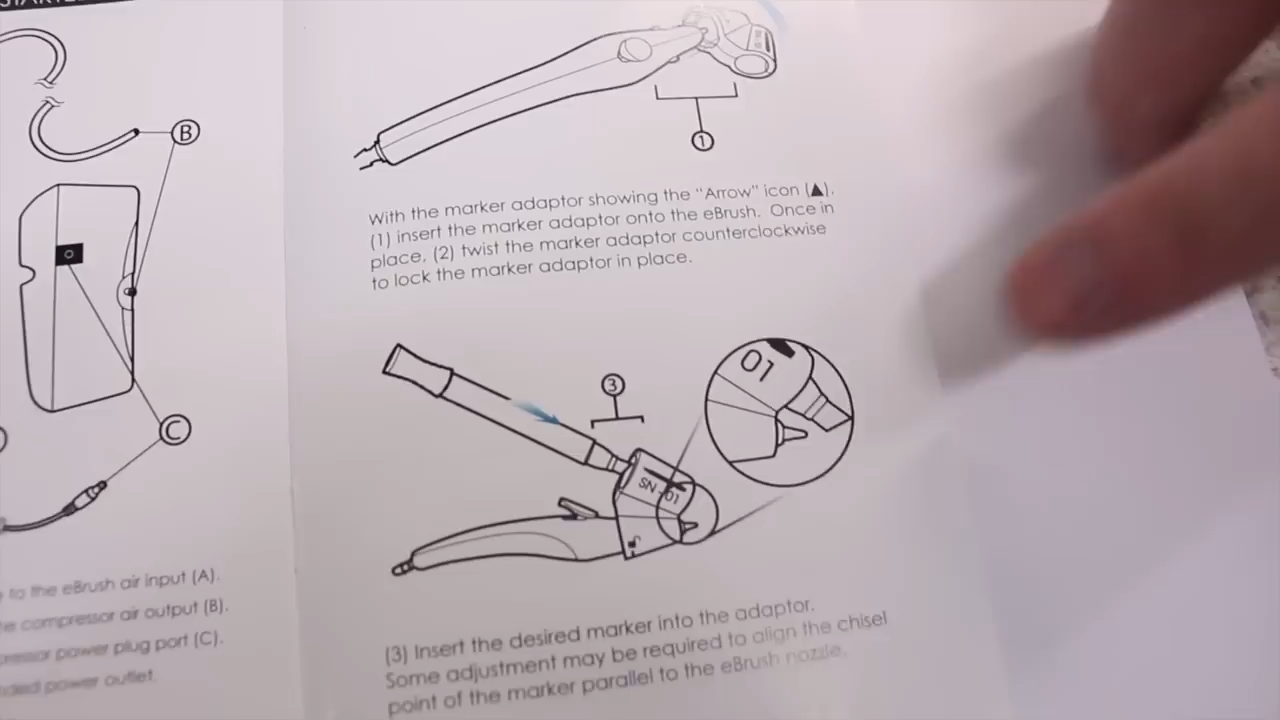 B
C
to the eBrush air input (A).
compressor air output (B).
power plug port (C).
power outlet.
1
With the marker adaptor showing the "Arrow" icon (▲),
(1) insert the marker adaptor onto the eBrush. Once in
place, (2) twist the marker adaptor counterclockwise
to lock the marker adaptor in place.
3
01
SN - 01
(3) Insert the desired marker into the adaptor.
Some adjustment may be required to align the chisel
point of the marker parallel to the eBrush nozzle.